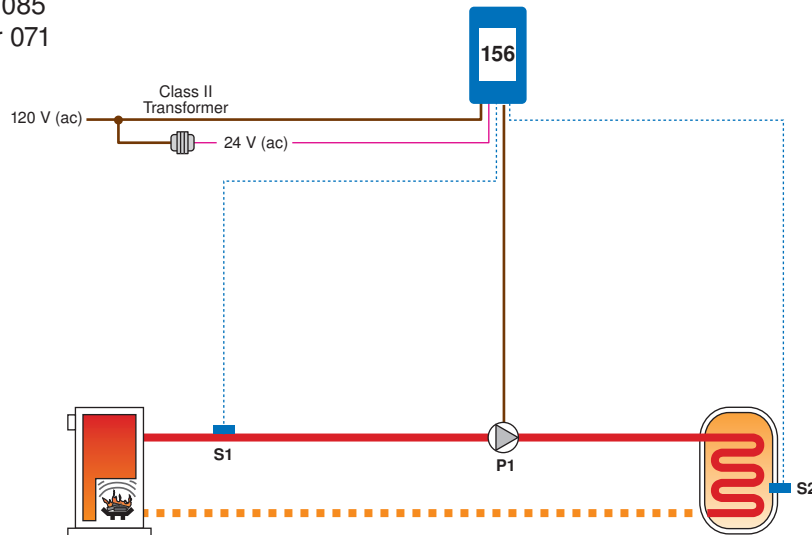 085
071
156
Class II
Transformer
120 V (ac)
24 V (ac)
S1
P1
S2